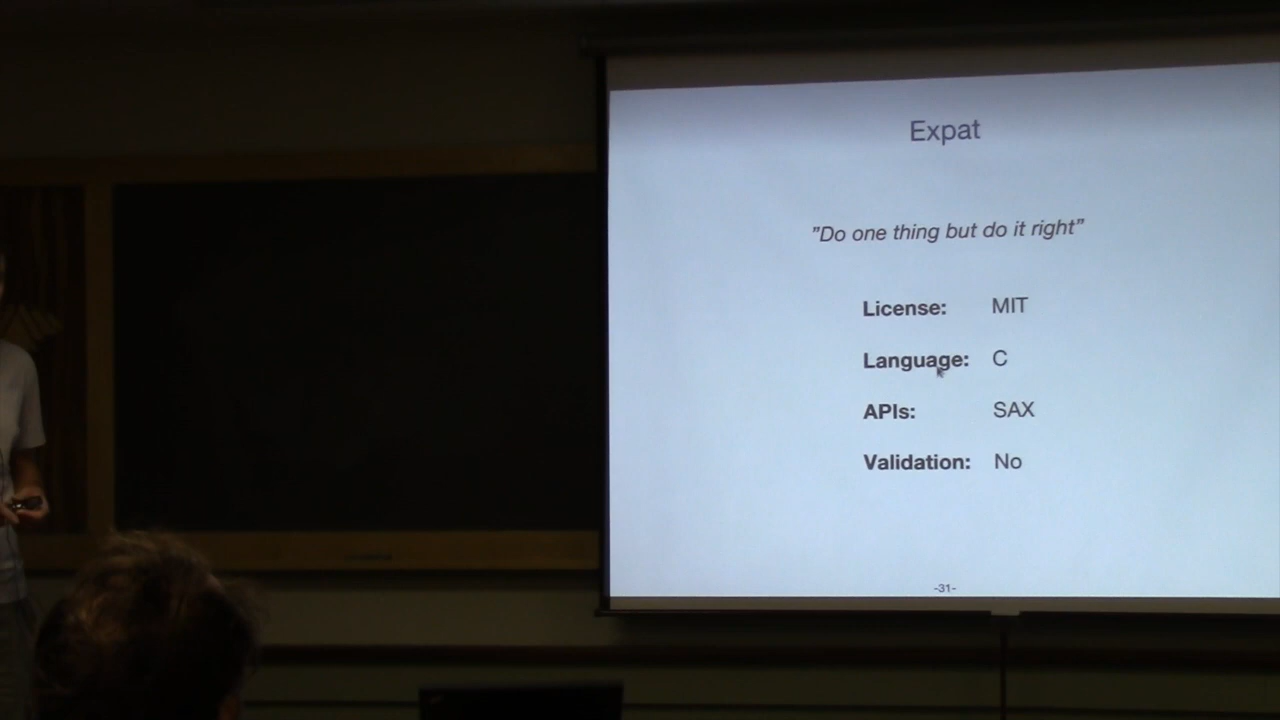 Expat
"Do one thing but do it right"
License: MIT
Language: C
APIs: SAX
Validation: No
-31-